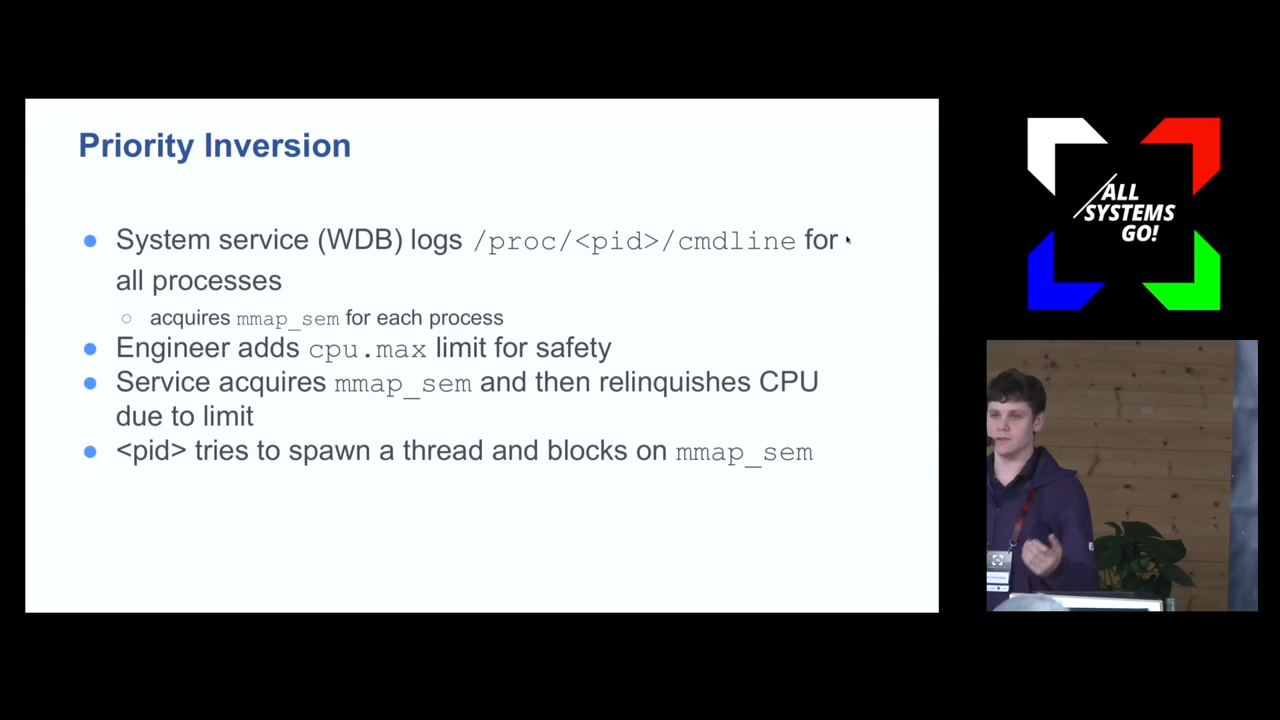 Priority Inversion
● System service (WDB) logs /proc/<pid>/cmdline for
all processes
○ acquires mmap_sem for each process
● Engineer adds cpu.max limit for safety
● Service acquires mmap_sem and then relinquishes CPU
due to limit
● <pid> tries to spawn a thread and blocks on mmap_sem
/ALL
SYSTEMS
GO!